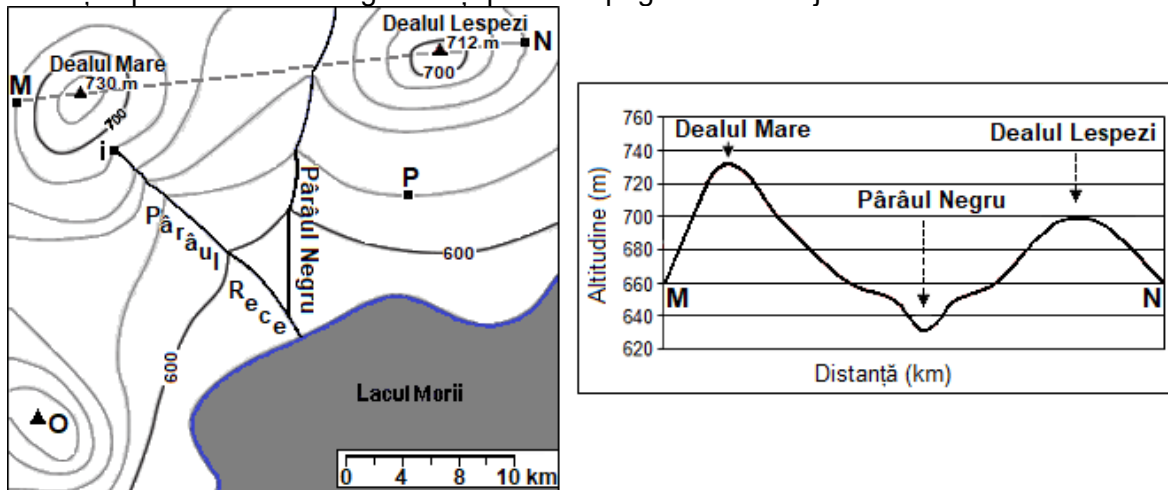 Dealul Lespezi
712 m
N
700
Dealul Mare
M
730 m
700
i
P
Pârâul Negru
Pârâul Rece
600
600
O
Lacul Morii
0 4 8 10 km
760
740
720
700
680
660
640
620
Altitudine (m)
Dealul Mare
Dealul Lespezi
Pârâul Negru
M
N
Distanță (km)